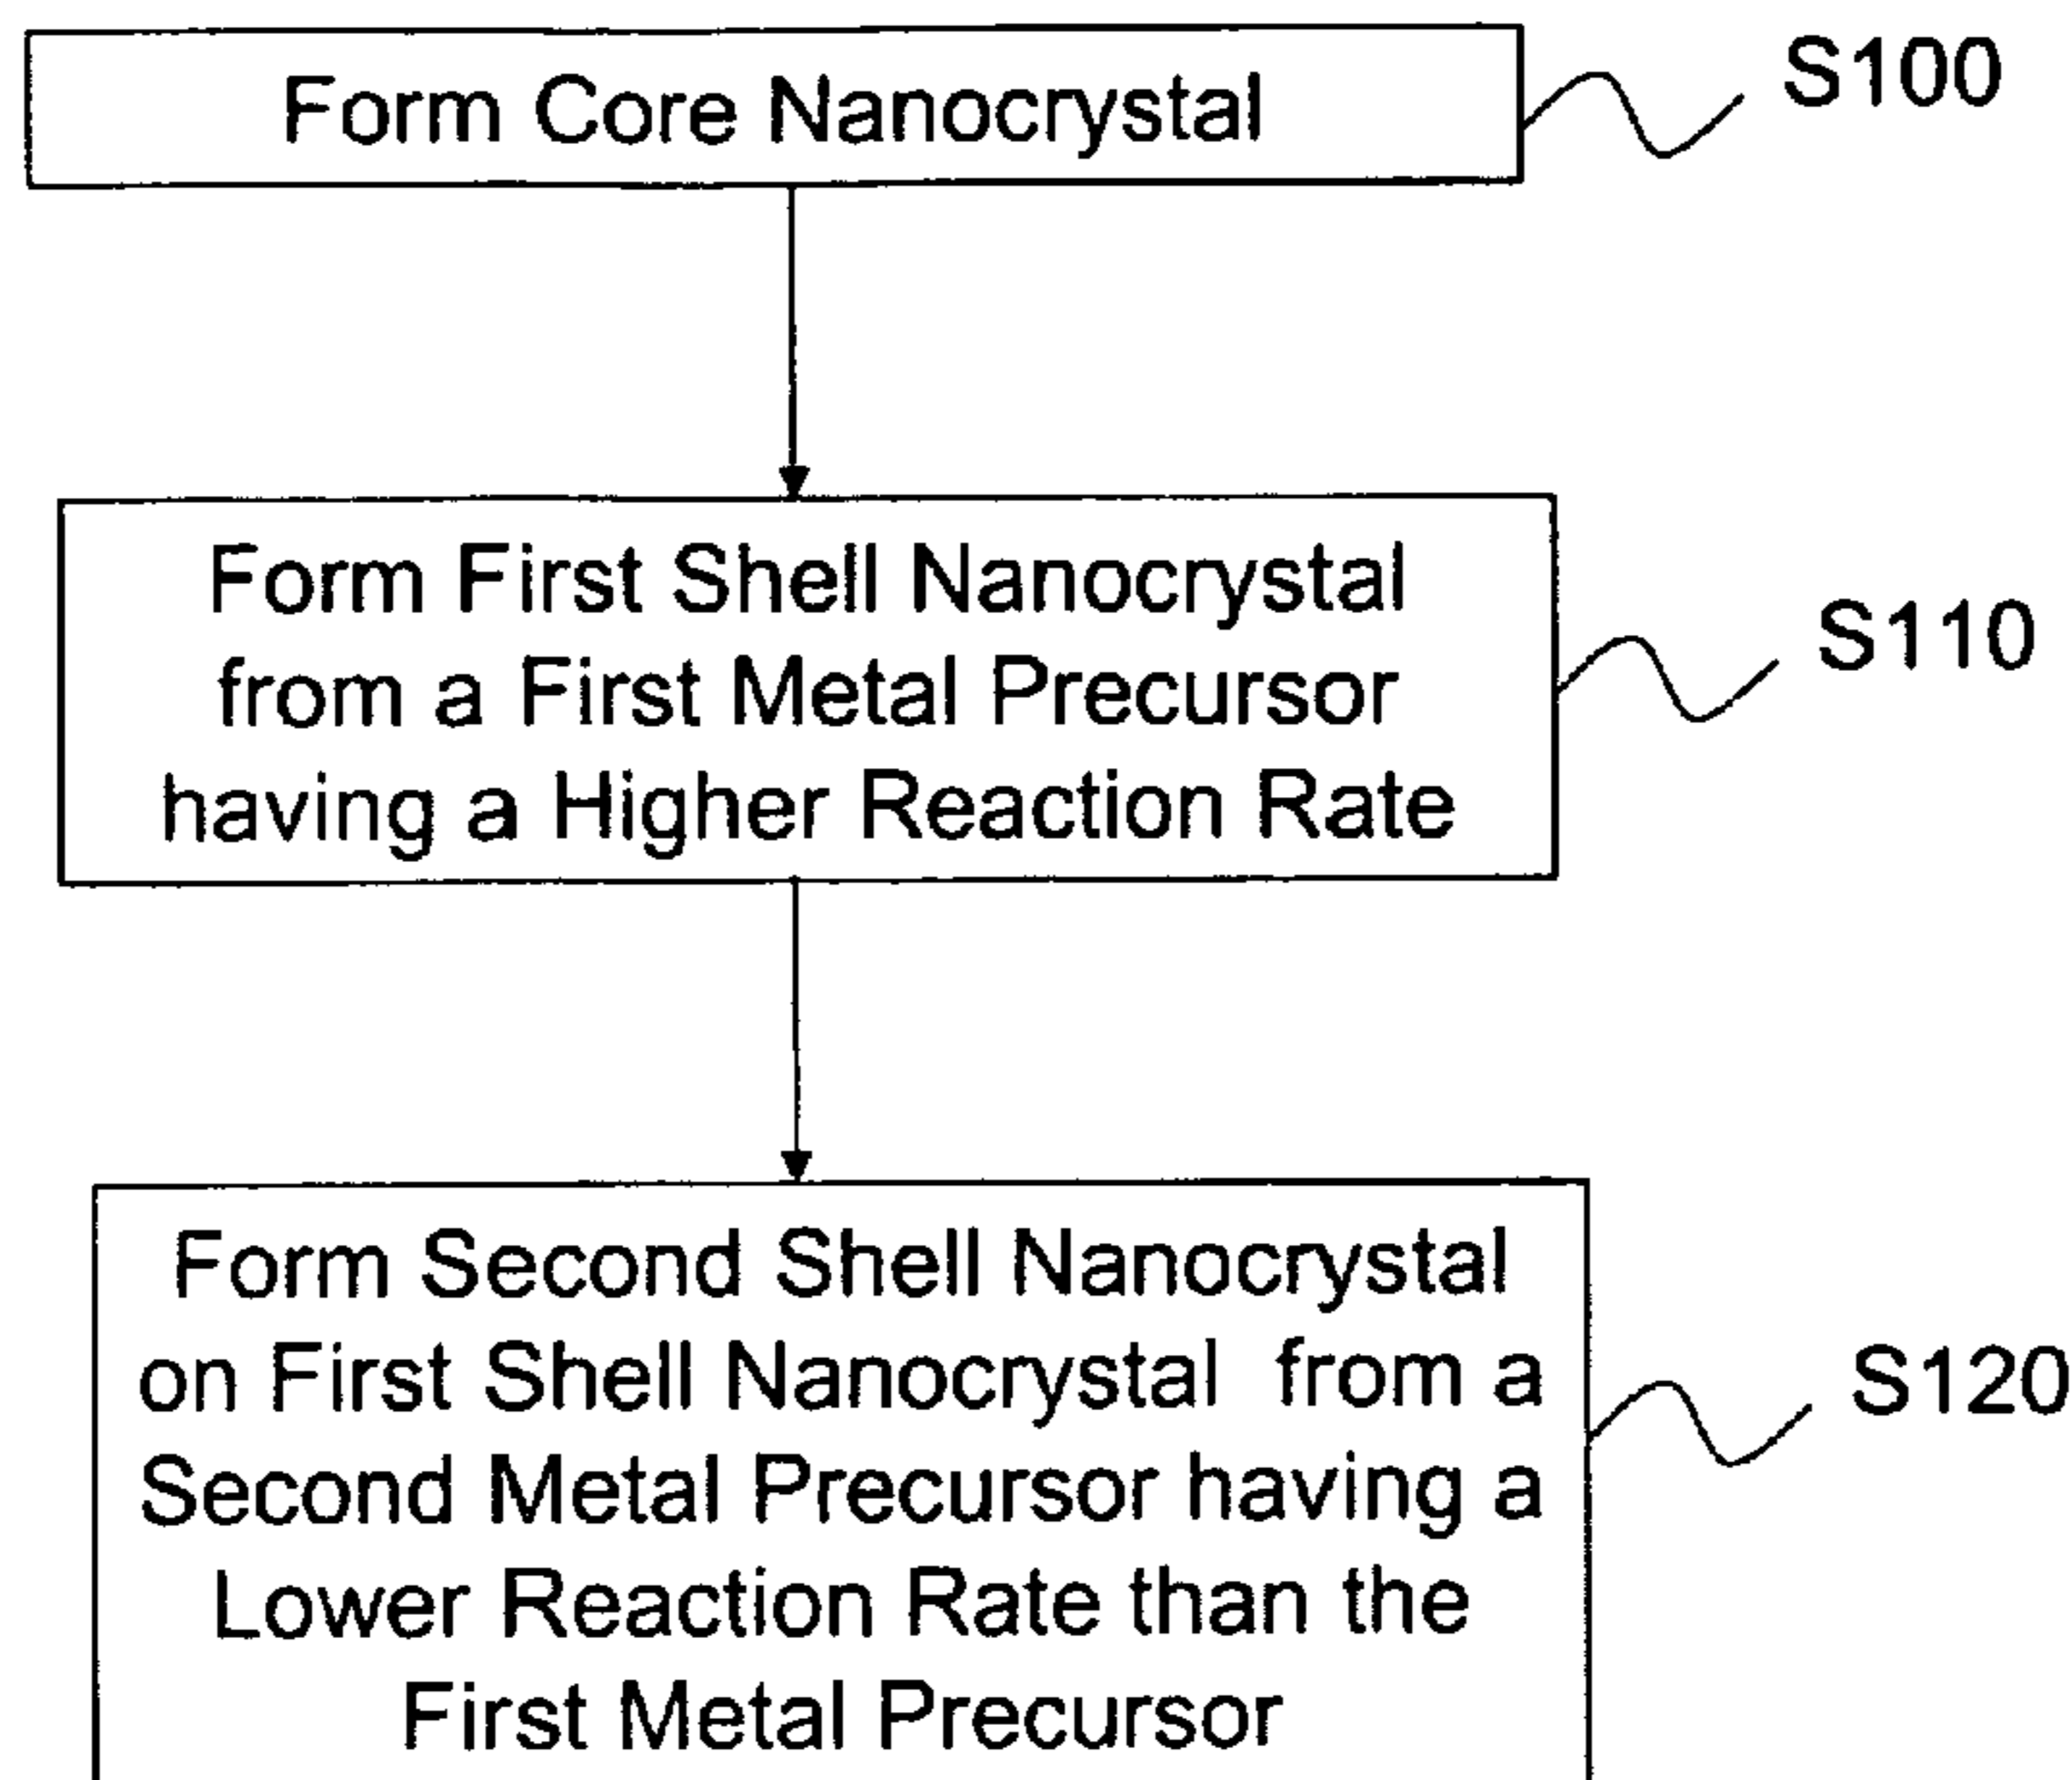 Form Core Nanocrystal
S100
Form First Shell Nanocrystal
from a First Metal Precursor
having a Higher Reaction Rate
S110
Form Second Shell Nanocrystal
on First Shell Nanocrystal from a
Second Metal Precursor having a
Lower Reaction Rate than the
First Metal Precursor
S120